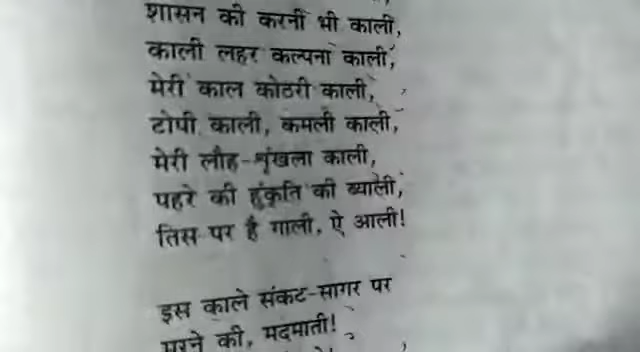 शासन की करनी भी काली,
काली लहर कल्पना काली,
मेरी काल कोठरी काली,
टोपी काली, कमली काली,
मेरी लौह-श्रृंखला काली,
पहरे की हुंकृति की ब्याली,
तिस पर है गाली, ऐ आली!
इस काले संकट-सागर पर
मरने की, मदमाती!